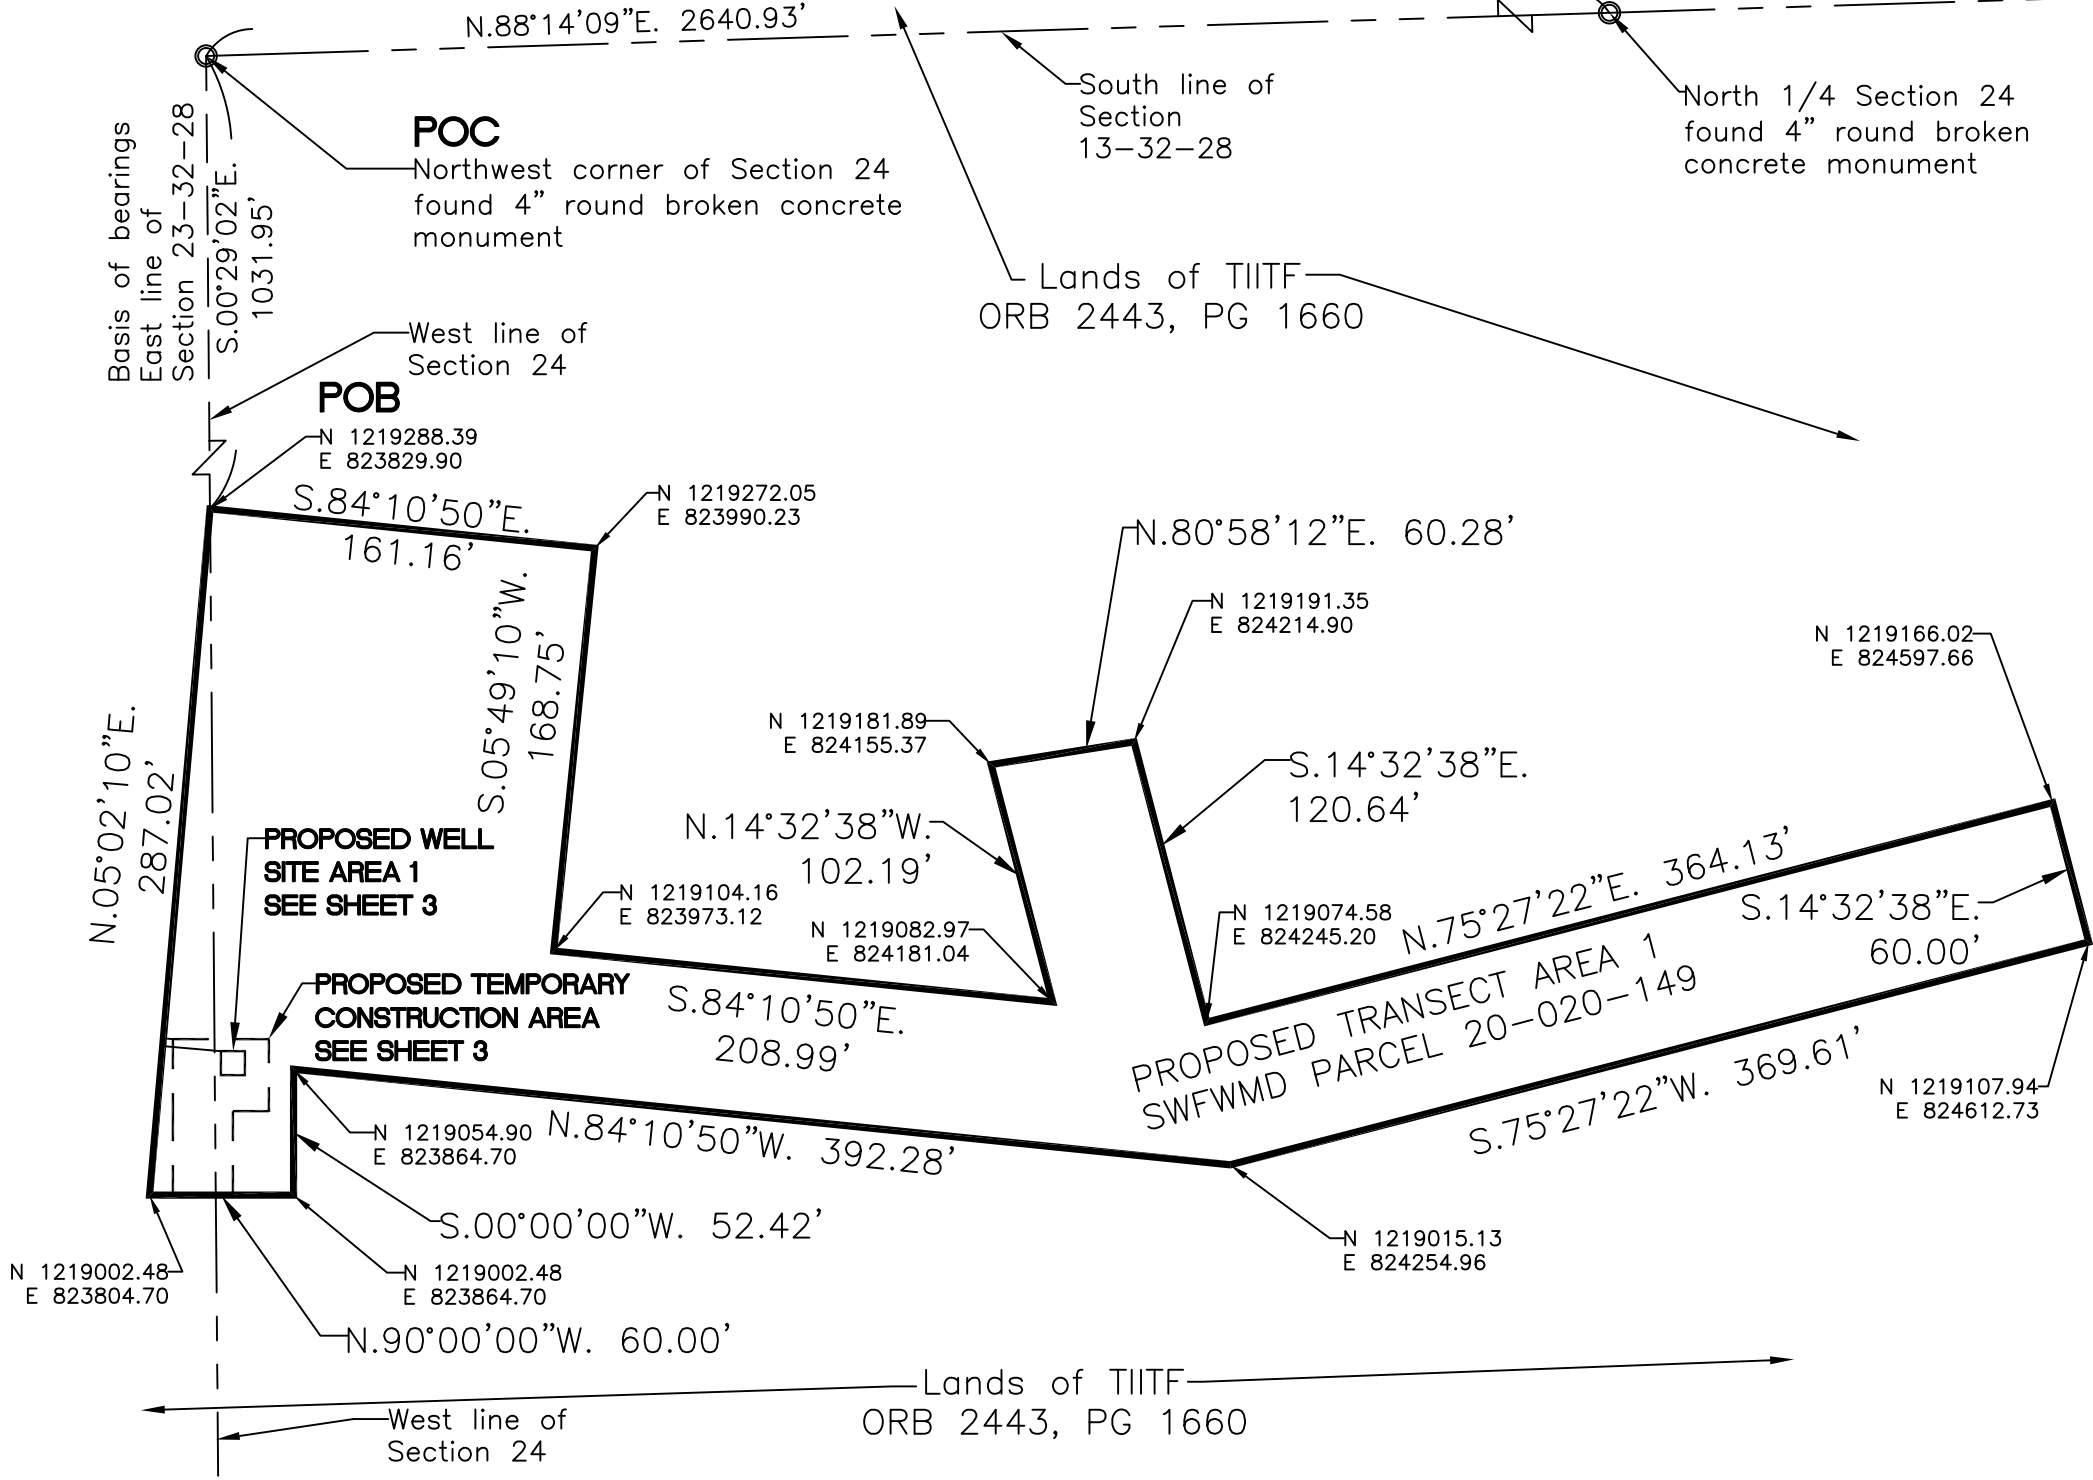 N.88°14'09"E. 2640.93'
South line of
Section
13-32-28
North 1/4 Section 24
found 4" round broken
concrete monument
POC
Northwest corner of Section 24
found 4" round broken concrete
monument
Basis of bearings
East line of
Section 23-32-28
S.00°29'02"E.
1031.95'
Lands of TIITF
ORB 2443, PG 1660
West line of
Section 24
POB
N 1219288.39
E 823829.90
S.84°10'50"E.
161.16'
N 1219272.05
E 823990.23
S.05°49'10"W.
168.75'
N.80°58'12"E. 60.28'
N 1219191.35
E 824214.90
N 1219166.02
E 824597.66
N 1219181.89
E 824155.37
S.14°32'38"E.
120.64'
N.14°32'38"W.
102.19'
N.05°02'10"E.
287.02'
PROPOSED WELL
SITE AREA 1
SEE SHEET 3
N 1219104.16
E 823973.12
N 1219082.97
E 824181.04
N 1219074.58
E 824245.20
N.75°27'22"E. 364.13'
S.14°32'38"E.
60.00'
PROPOSED TEMPORARY
CONSTRUCTION AREA
SEE SHEET 3
S.84°10'50"E.
208.99'
PROPOSED TRANSECT AREA 1
SWFWMD PARCEL 20-020-149
S.75°27'22"W. 369.61'
N 1219107.94
E 824612.73
N 1219054.90
E 823864.70
N.84°10'50"W. 392.28'
S.00°00'00"W. 52.42'
N 1219015.13
E 824254.96
N 1219002.48
E 823804.70
N 1219002.48
E 823864.70
N.90°00'00"W. 60.00'
Lands of TIITF
ORB 2443, PG 1660
West line of
Section 24